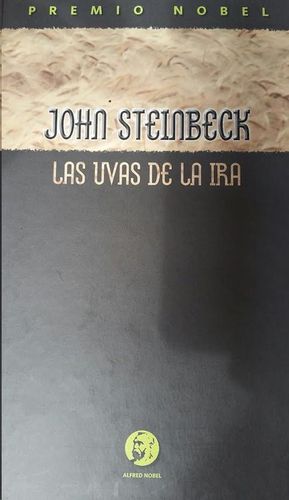 PREMIO NOBEL
JOHN STEINBECK
LAS UVAS DE LA IRA
ALFRED NOBEL